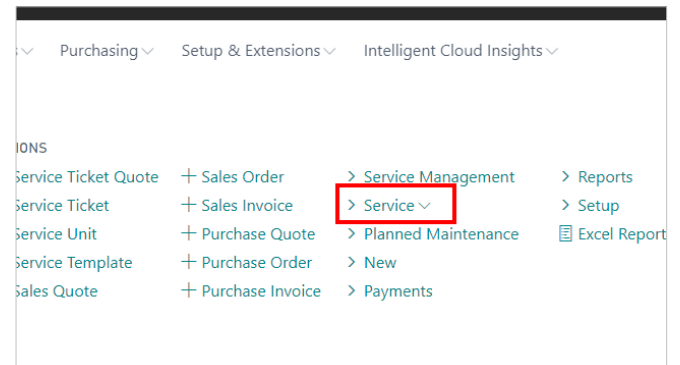 Purchasing
Setup & Extensions
Intelligent Cloud Insights
IONS
Service Ticket Quote
Service Ticket
Service Unit
Service Template
Sales Quote
+ Sales Order
+ Sales Invoice
+ Purchase Quote
+ Purchase Order
+ Purchase Invoice
> Service Management
> Service
> Planned Maintenance
> New
> Payments
> Reports
> Setup
Excel Report